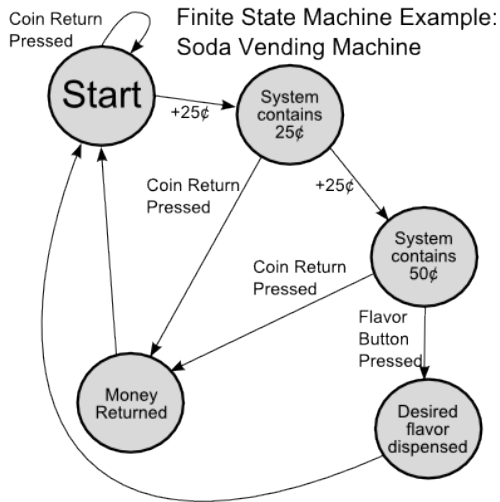 Finite State Machine Example:
Soda Vending Machine
Coin Return
Pressed
Start
+25¢
System
contains
25¢
Coin Return
Pressed
+25¢
System
contains
50¢
Coin Return
Pressed
Flavor
Button
Pressed
Money
Returned
Desired
flavor
dispensed